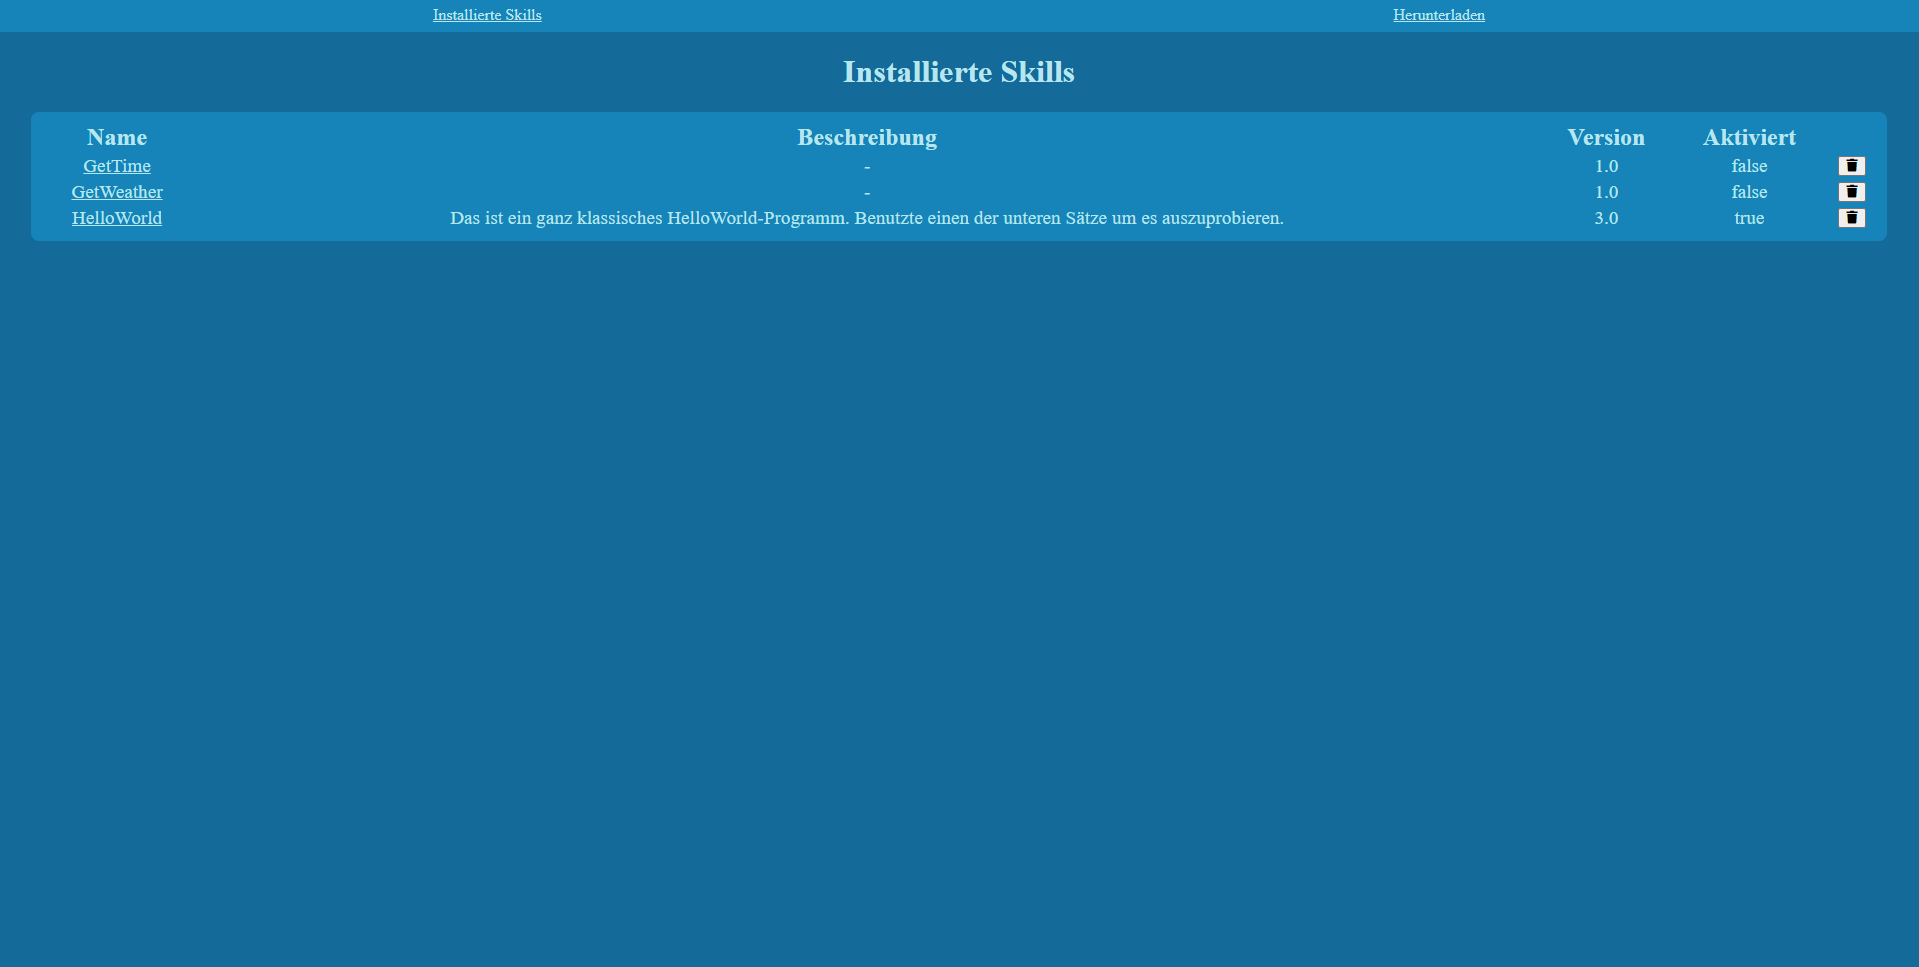 Installierte Skills Herunterladen
Installierte Skills
Name Beschreibung Version Aktiviert
GetTime - 1.0 false
GetWeather - 1.0 false
HelloWorld Das ist ein ganz klassisches HelloWorld-Programm. Benutzte einen der unteren Sätze um es auszuprobieren. 3.0 true